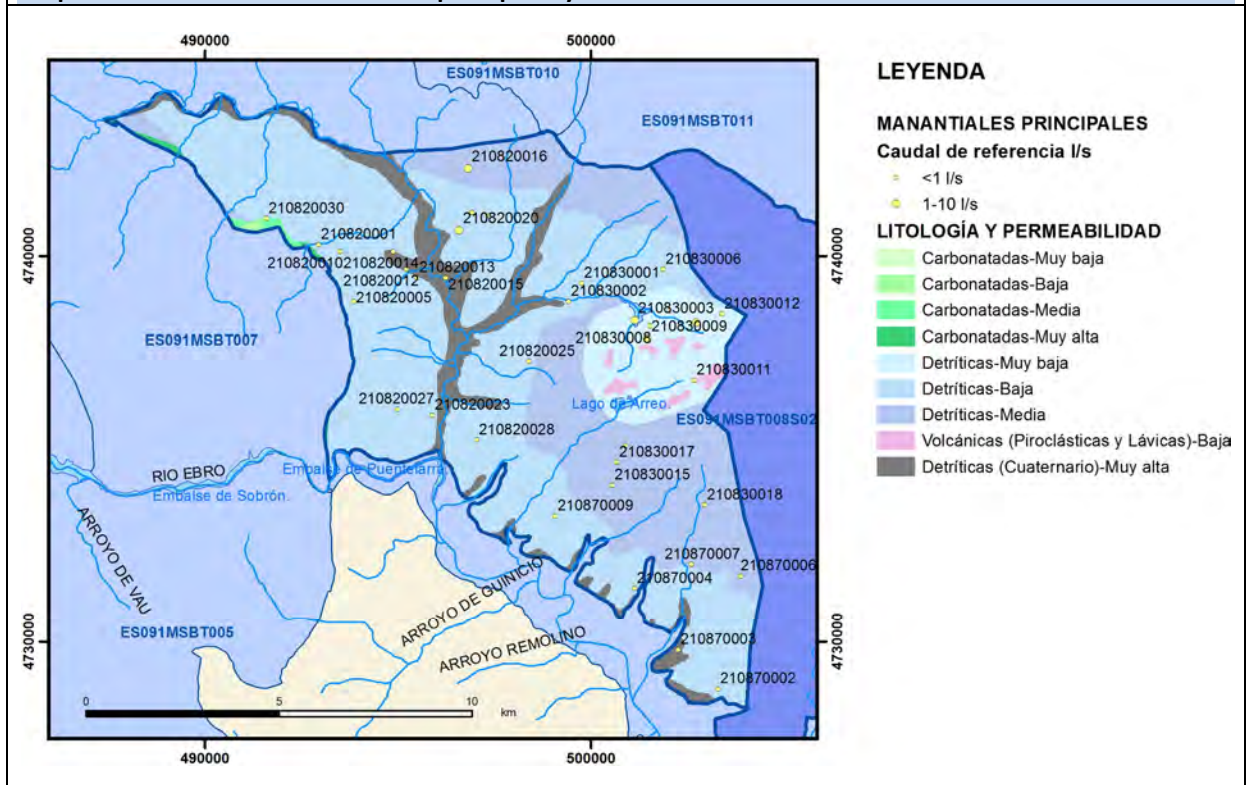 490000
500000
ES091MSBT010
ES091MSBT011
210820016
210820030
210820020
210820001
4740000
4740000
210820010
210820014
210820013
210830001
210830006
210820012
210820015
210830002
210820005
210830003
210830012
210830009
ES091MSBT007
210830008
210820025
210830011
210820027
210820023
Lago de Arreo.
ES091MSBT008S02
210820028
RIO EBRO
Embalse de Puentelarrá.
210830017
Embalse de Sobrón.
210830015
210830018
210870009
ARROYO DE VAU
210870007
210870006
ARROYO DE GUINICIO
210870004
ES091MSBT005
4730000
4730000
ARROYO REMOLINO
210870003
210870002
0
5
10
km
490000
500000
LEYENDA
MANANTIALES PRINCIPALES
Caudal de referencia l/s
<1 l/s
1-10 l/s
LITOLOGÍA Y PERMEABILIDAD
Carbonatadas-Muy baja
Carbonatadas-Baja
Carbonatadas-Media
Carbonatadas-Muy alta
Detríticas-Muy baja
Detríticas-Baja
Detríticas-Media
Volcánicas (Piroclásticas y Lávicas)-Baja
Detríticas (Cuaternario)-Muy alta